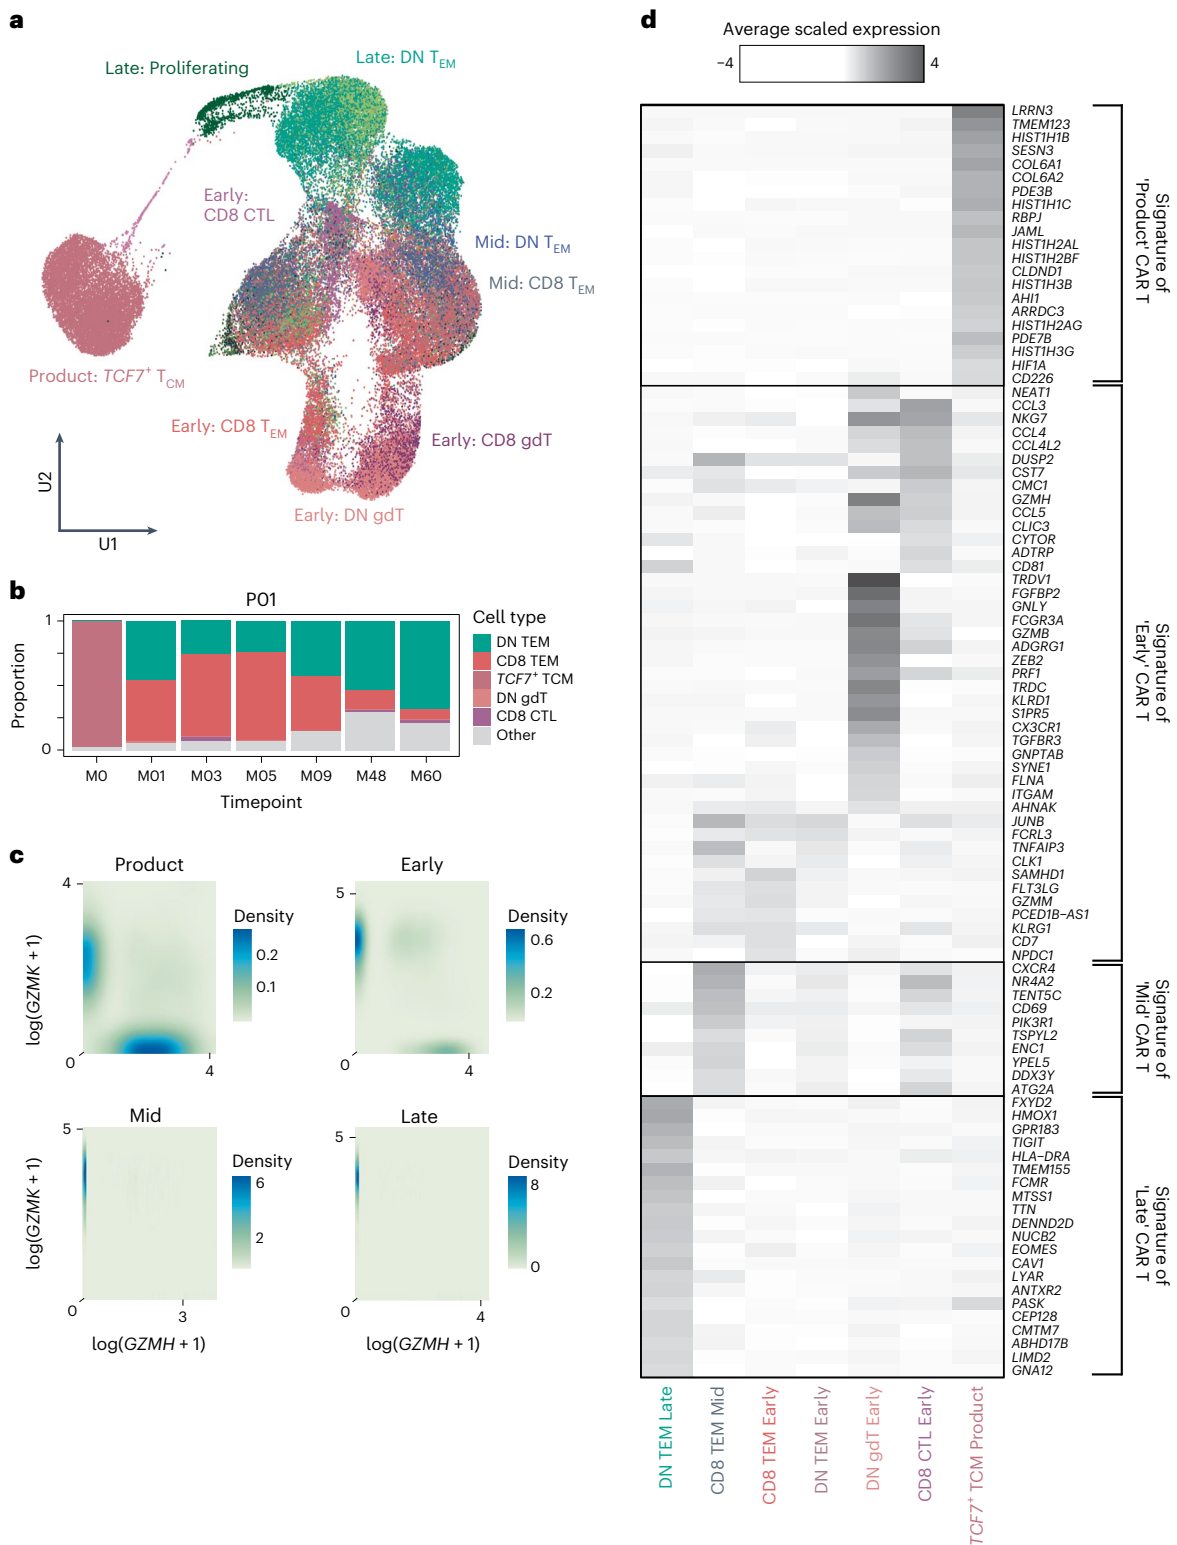 a
Late: Proliferating
Late: DN TEM
Early:
CD8 CTL
Mid: DN TEM
Mid: CD8 TEM
Product: TCF7+ TCM
Early: CD8 TEM
Early: CD8 gdT
Early: DN gdT
U2
U1
b
P01
Proportion
1
0
M0 M01 M03 M05 M09 M48 M60
Timepoint
Cell type
DN TEM
CD8 TEM
TCF7+ TCM
DN gdT
CD8 CTL
Other
c
Product
log(GZMK + 1)
4
0
4
Density
0.2
0.1
Early
5
0
4
Density
0.6
0.2
Mid
log(GZMK + 1)
5
0
3
log(GZMH + 1)
Density
6
2
Late
5
0
4
log(GZMH + 1)
Density
8
0
d
Average scaled expression
−4
4
LRRN3
TMEM123
HIST1H1B
SESN3
COL6A1
COL6A2
PDE3B
HIST1H1C
RBPJ
JAML
HIST1H2AL
HIST1H2BF
CLDND1
HIST1H3B
AHI1
ARRDC3
HIST1H2AG
PDE7B
HIST1H3G
HIF1A
CD226
Signature of
'Product' CAR T
NEAT1
CCL3
NKG7
CCL4
CCL4L2
DUSP2
CST7
CMC1
GZMH
CCL5
CLIC3
CYTOR
ADTRP
CD81
TRDV1
FGFBP2
GNLY
FCGR3A
GZMB
ADGRG1
ZEB2
PRF1
TRDC
KLRD1
S1PR5
CX3CR1
TGFBR3
GNPTAB
SYNE1
FLNA
ITGAM
AHNAK
JUNB
FCRL3
TNFAIP3
CLK1
SAMHD1
FLT3LG
GZMM
PCED1B−AS1
KLRG1
CD7
NPDC1
Signature of
'Early' CAR T
CXCR4
NR4A2
TENT5C
CD69
PIK3R1
TSPYL2
ENC1
YPEL5
DDX3Y
ATG2A
Signature of
'Mid' CAR T
FXYD2
HMOX1
GPR183
TIGIT
HLA−DRA
TMEM155
FCMR
MTSS1
TTN
DENND2D
NUCB2
EOMES
CAV1
LYAR
ANTXR2
PASK
CEP128
CMTM7
ABHD17B
LIMD2
GNA12
Signature of
'Late' CAR T
DN TEM Late
CD8 TEM Mid
CD8 TEM Early
DN TEM Early
DN gdT Early
CD8 CTL Early
TCF7+ TCM Product